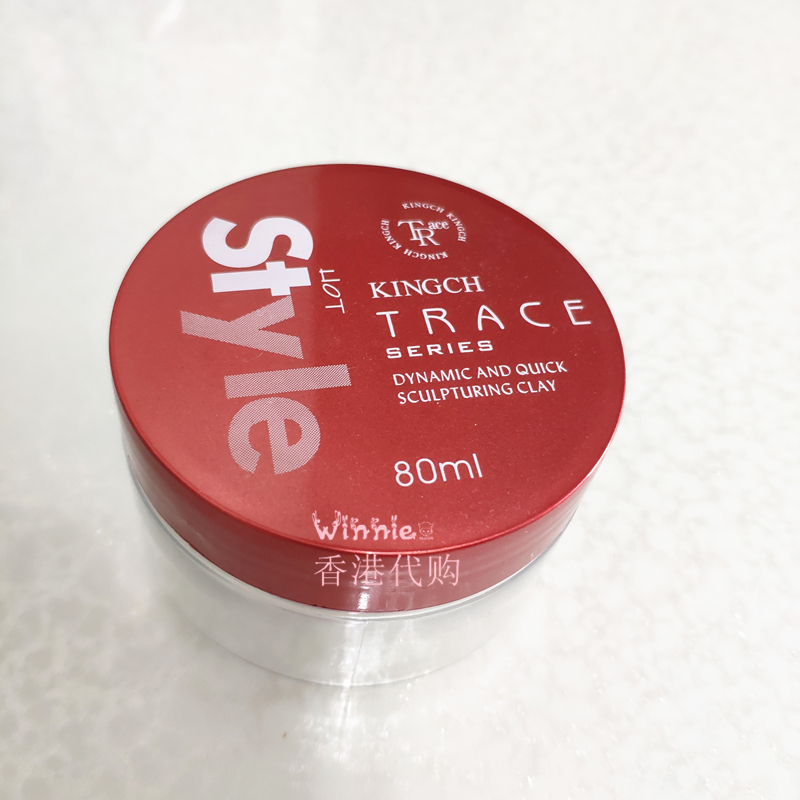 Style
HOT
KINGCH KINGCH KINGCH KINGCH
TRace
KINGCH
TRACE
SERIES
DYNAMIC AND QUICK
SCULPTURING CLAY
80ml
Winnie
香港代购